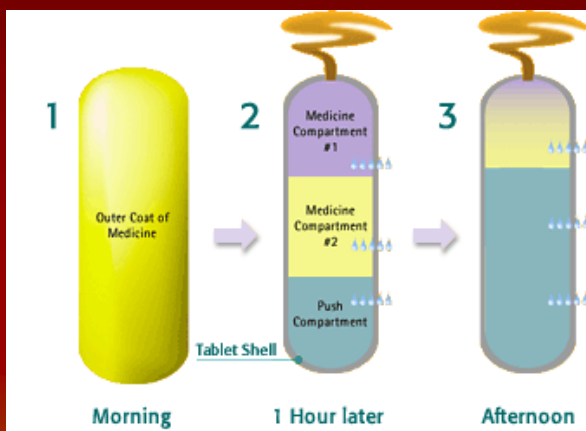 1
2
3
Outer Coat of
Medicine
Medicine
Compartment
#1
Medicine
Compartment
#2
Push
Compartment
Tablet Shell
Morning
1 Hour later
Afternoon